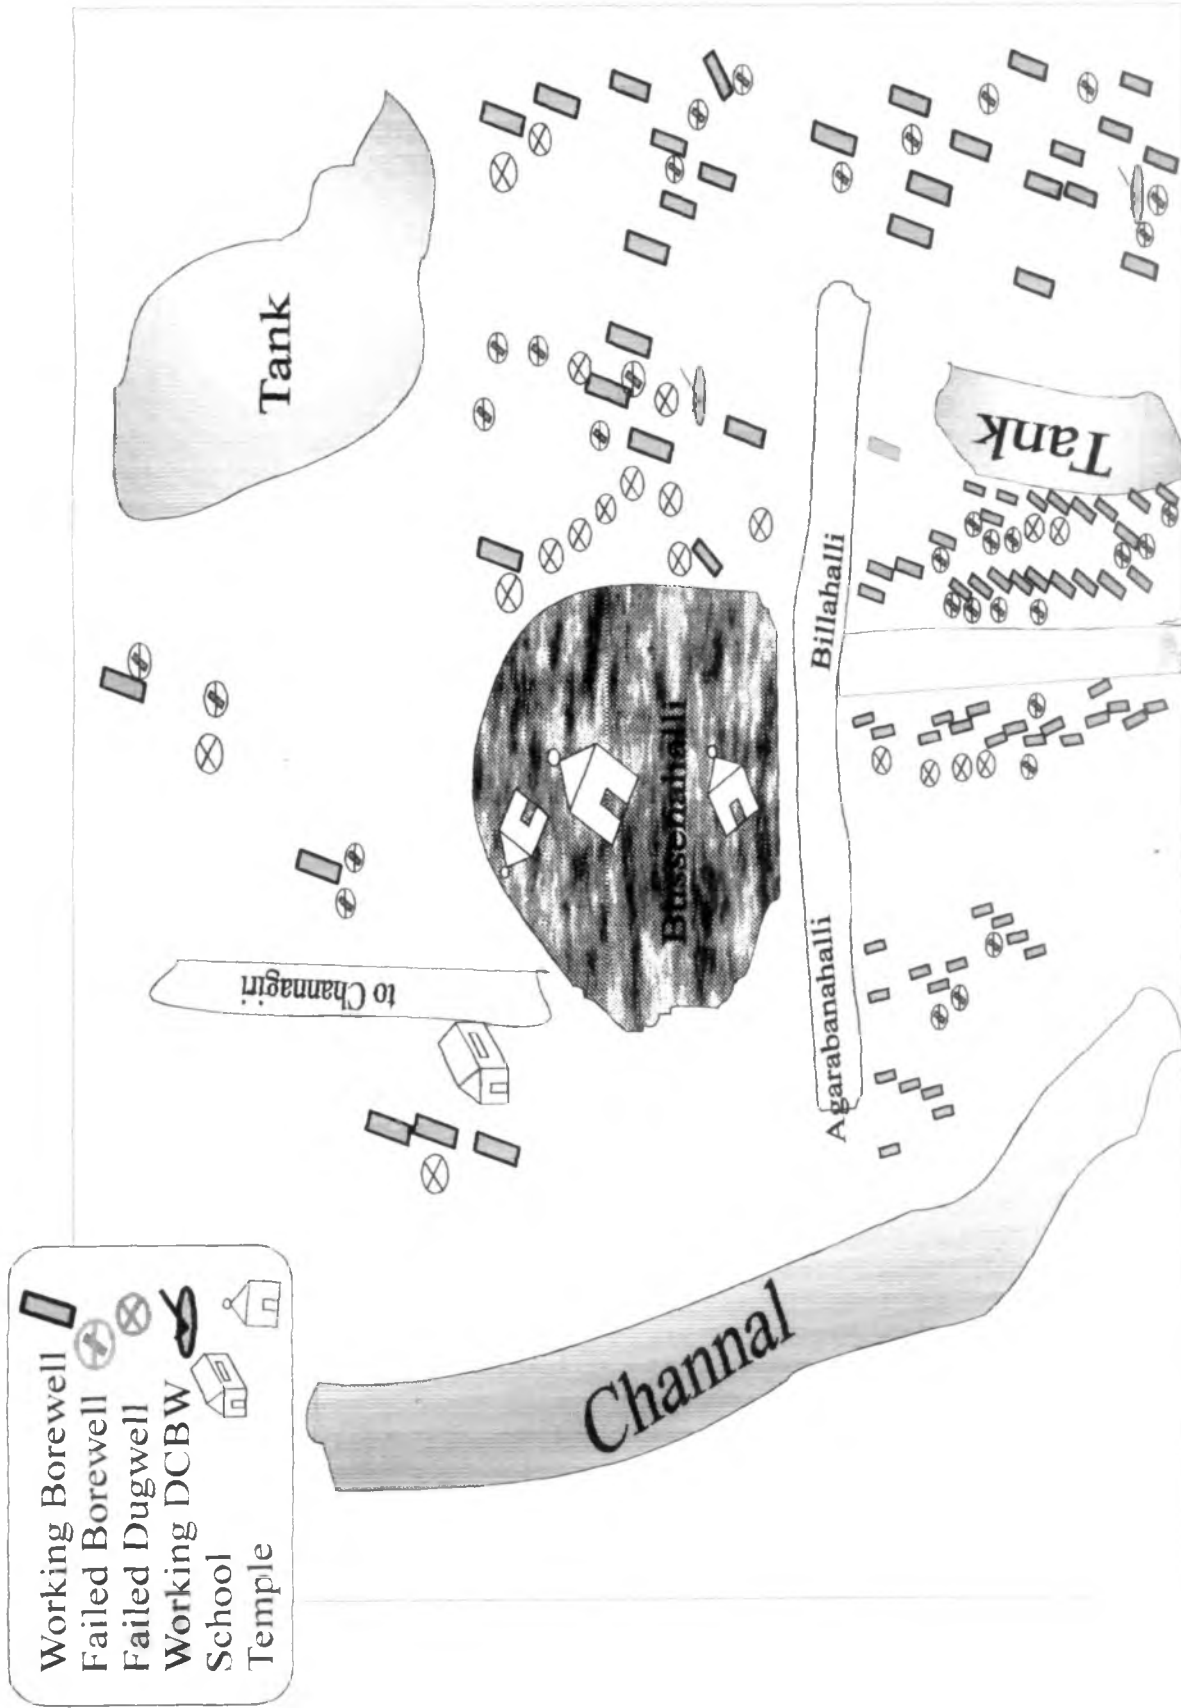 Working Borewell
Failed Borewell
Failed Dugwell
Working DCBW
School
Temple
Channal
to Channagiri
Tank
Bussenahalli
Agarabanahalli
Billahalli
Tank